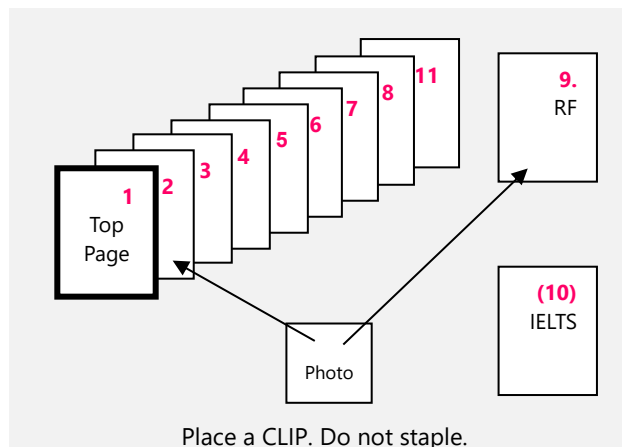 11
8
7
6
5
4
3
2
1
Top
Page
9.
RF
(10)
IELTS
Photo
Place a CLIP. Do not staple.